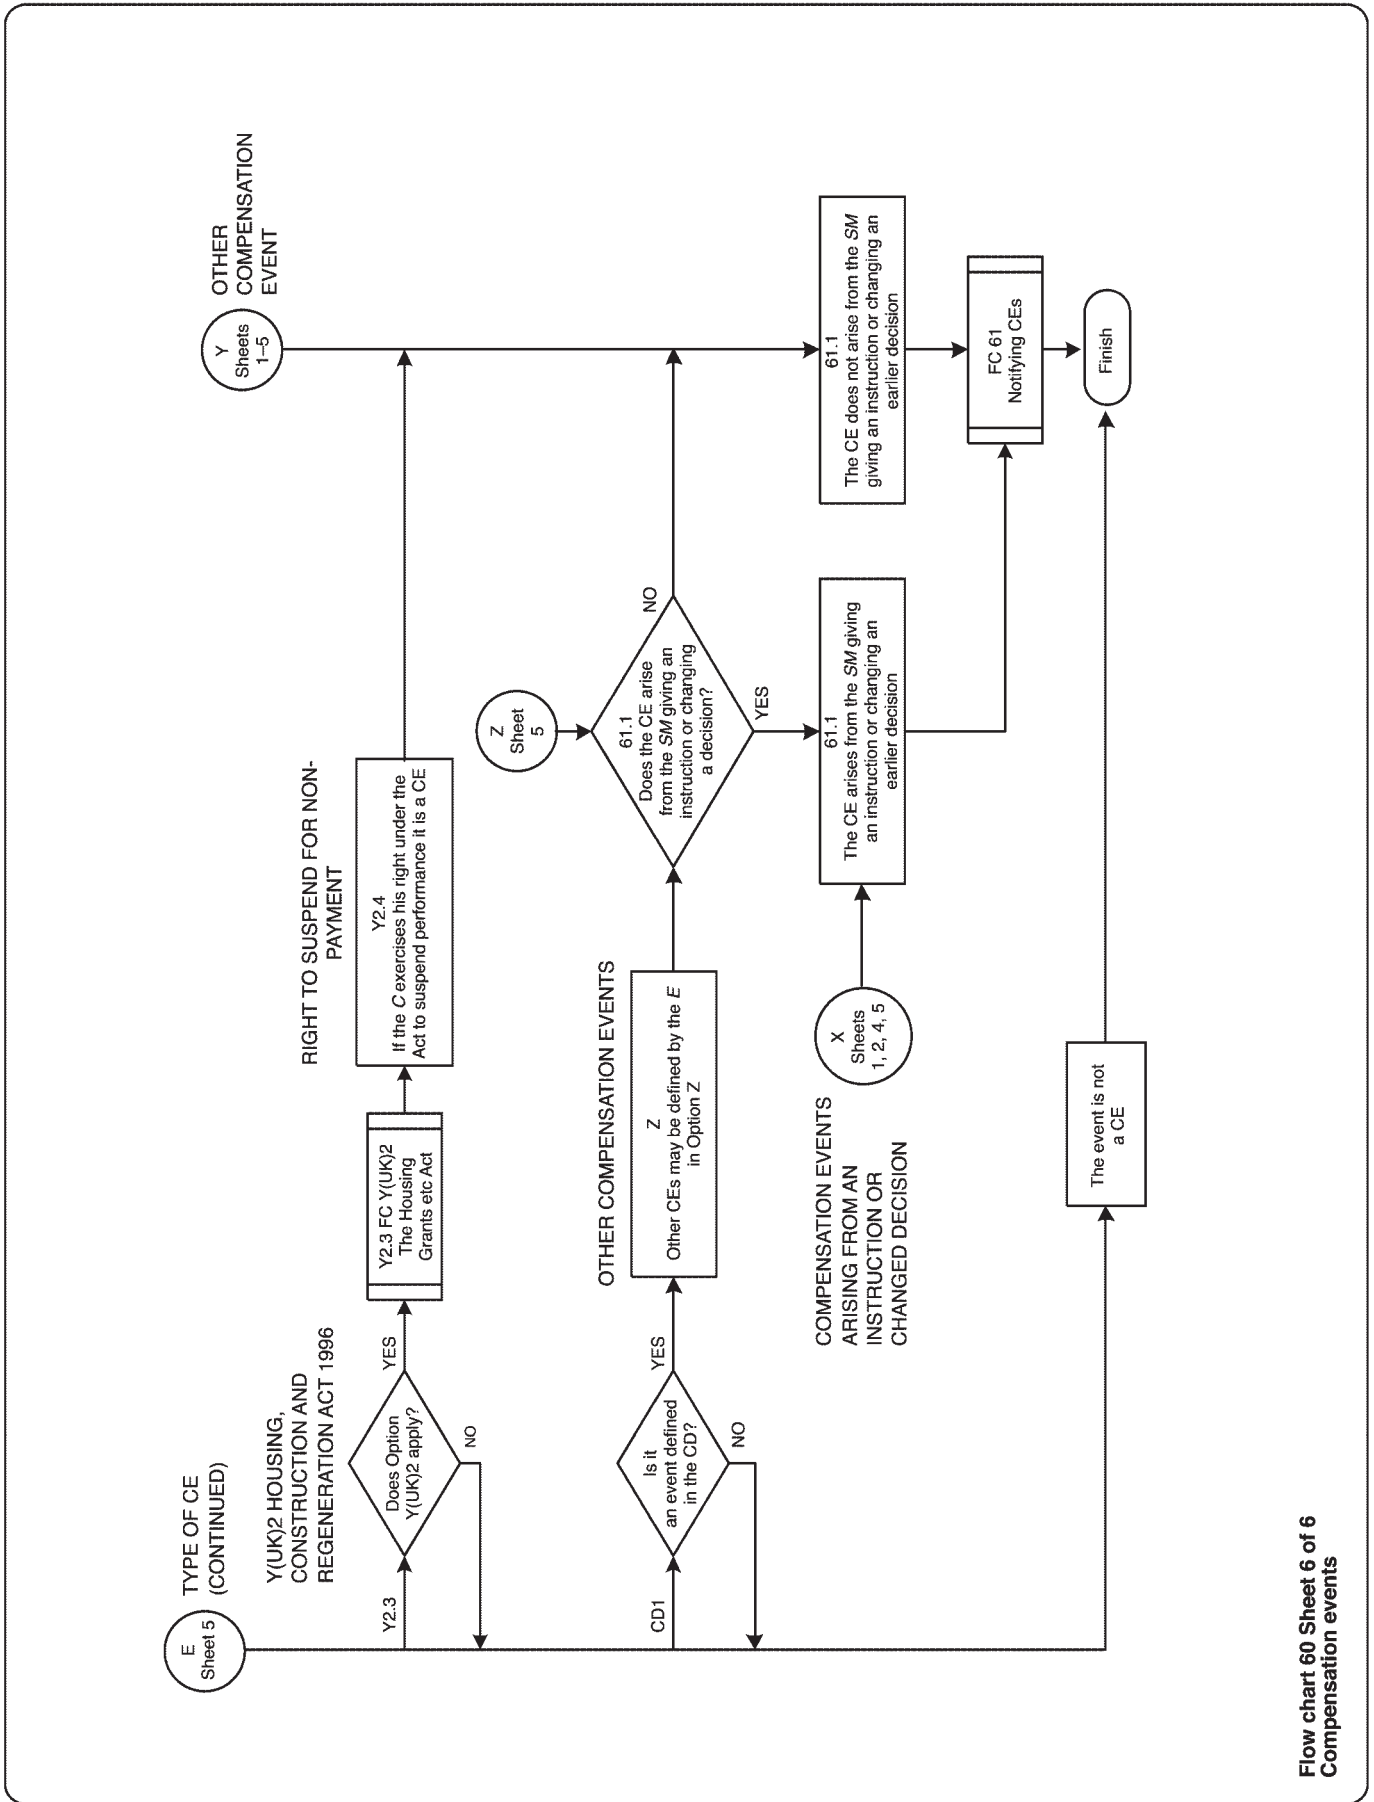 E
Sheet 5
TYPE OF CE
(CONTINUED)
Y(UK)2 HOUSING,
CONSTRUCTION AND
REGENERATION ACT 1996
Y2.3
Does Option
Y(UK)2 apply?
YES
NO
Y2.3 FC Y(UK)2
The Housing
Grants etc Act
RIGHT TO SUSPEND FOR NON-
PAYMENT
Y2.4
If the C exercises his right under the
Act to suspend performance it is a CE
Y
Sheets
1–5
OTHER
COMPENSATION
EVENT
CD1
Is it
an event defined
in the CD?
YES
NO
OTHER COMPENSATION EVENTS
Z
Other CEs may be defined by the E
in Option Z
Z
Sheet
5
61.1
Does the CE arise
from the SM giving an
instruction or changing
a decision?
NO
YES
COMPENSATION EVENTS
ARISING FROM AN
INSTRUCTION OR
CHANGED DECISION
X
Sheets
1, 2, 4, 5
61.1
The CE arises from the SM giving
an instruction or changing an
earlier decision
61.1
The CE does not arise from the SM
giving an instruction or changing an
earlier decision
FC 61
Notifying CEs
The event is not
a CE
Finish
Flow chart 60 Sheet 6 of 6
Compensation events